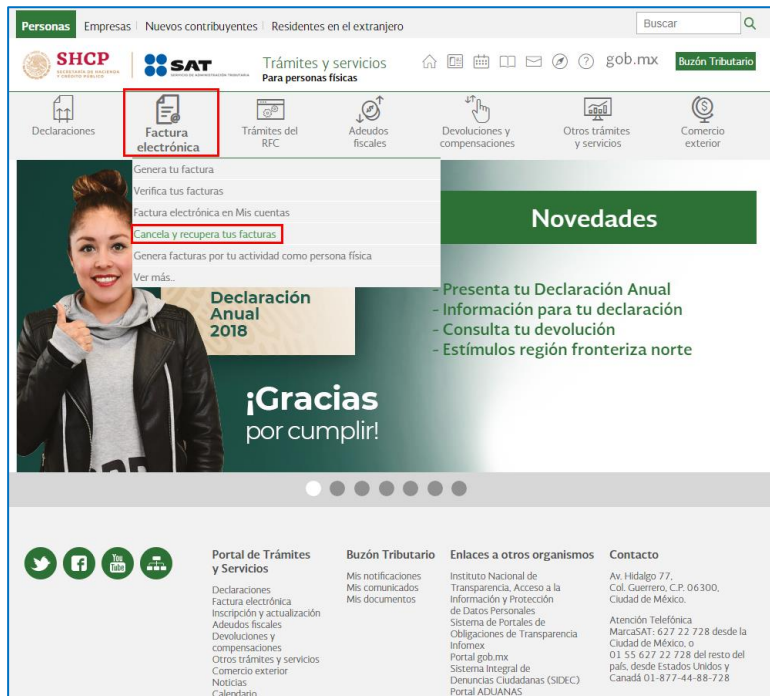 Personas Empresas Nuevos contribuyentes Residentes en el extranjero Buscar
SHCP
SECRETARÍA DE HACIENDA
Y CRÉDITO PÚBLICO
SAT
SERVICIO DE ADMINISTRACIÓN TRIBUTARIA
Trámites y servicios
Para personas físicas
gob.mx
Buzón Tributario
Declaraciones
Factura
electrónica
Trámites del
RFC
Adeudos
fiscales
Devoluciones y
compensaciones
Otros trámites
y servicios
Comercio
exterior
Genera tu factura
Verifica tus facturas
Factura electrónica en Mis cuentas
Cancela y recupera tus facturas
Genera facturas por tu actividad como persona física
Ver más..
Declaración
Anual
2018
¡Gracias
por cumplir!
Novedades
- Presenta tu Declaración Anual
- Información para tu declaración
- Consulta tu devolución
- Estímulos región fronteriza norte
You
Tube
Portal de Trámites
y Servicios
Declaraciones
Factura electrónica
Inscripción y actualización
Adeudos fiscales
Devoluciones y
compensaciones
Otros trámites y servicios
Comercio exterior
Noticias
Calendario
Buzón Tributario
Mis notificaciones
Mis comunicados
Mis documentos
Enlaces a otros organismos
Instituto Nacional de
Transparencia, Acceso a la
Información y Protección
de Datos Personales
Sistema de Portales de
Obligaciones de Transparencia
Infomex
Portal gob.mx
Sistema Integral de
Denuncias Ciudadanas (SIDEC)
Portal ADUANAS
Contacto
Av. Hidalgo 77,
Col. Guerrero, C.P. 06300,
Ciudad de México.
Atención Telefónica
MarcaSAT: 627 22 728 desde la
Ciudad de México, o
01 55 627 22 728 del resto del
país, desde Estados Unidos y
Canadá 01-877-44-88-728